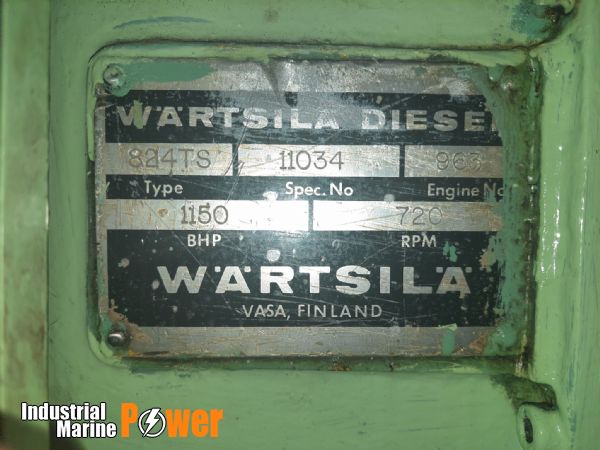 WÄRTSILÄ DIESEL
824TS 11034 963
Type Spec.No Engine No
1150 720
BHP RPM
WÄRTSILÄ
VASA, FINLAND
Industrial
Marine Power